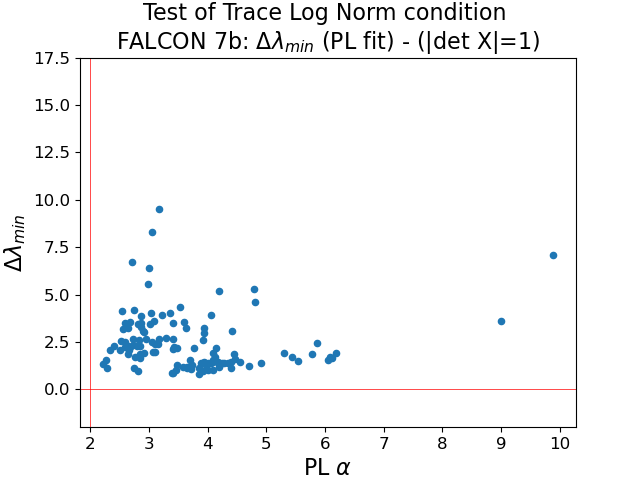 Test of Trace Log Norm condition
FALCON 7b: Δλ_min (PL fit) - (|det X|=1)
17.5
15.0
12.5
10.0
7.5
5.0
2.5
0.0
Δλ_min
2 3 4 5 6 7 8 9 10
PL α